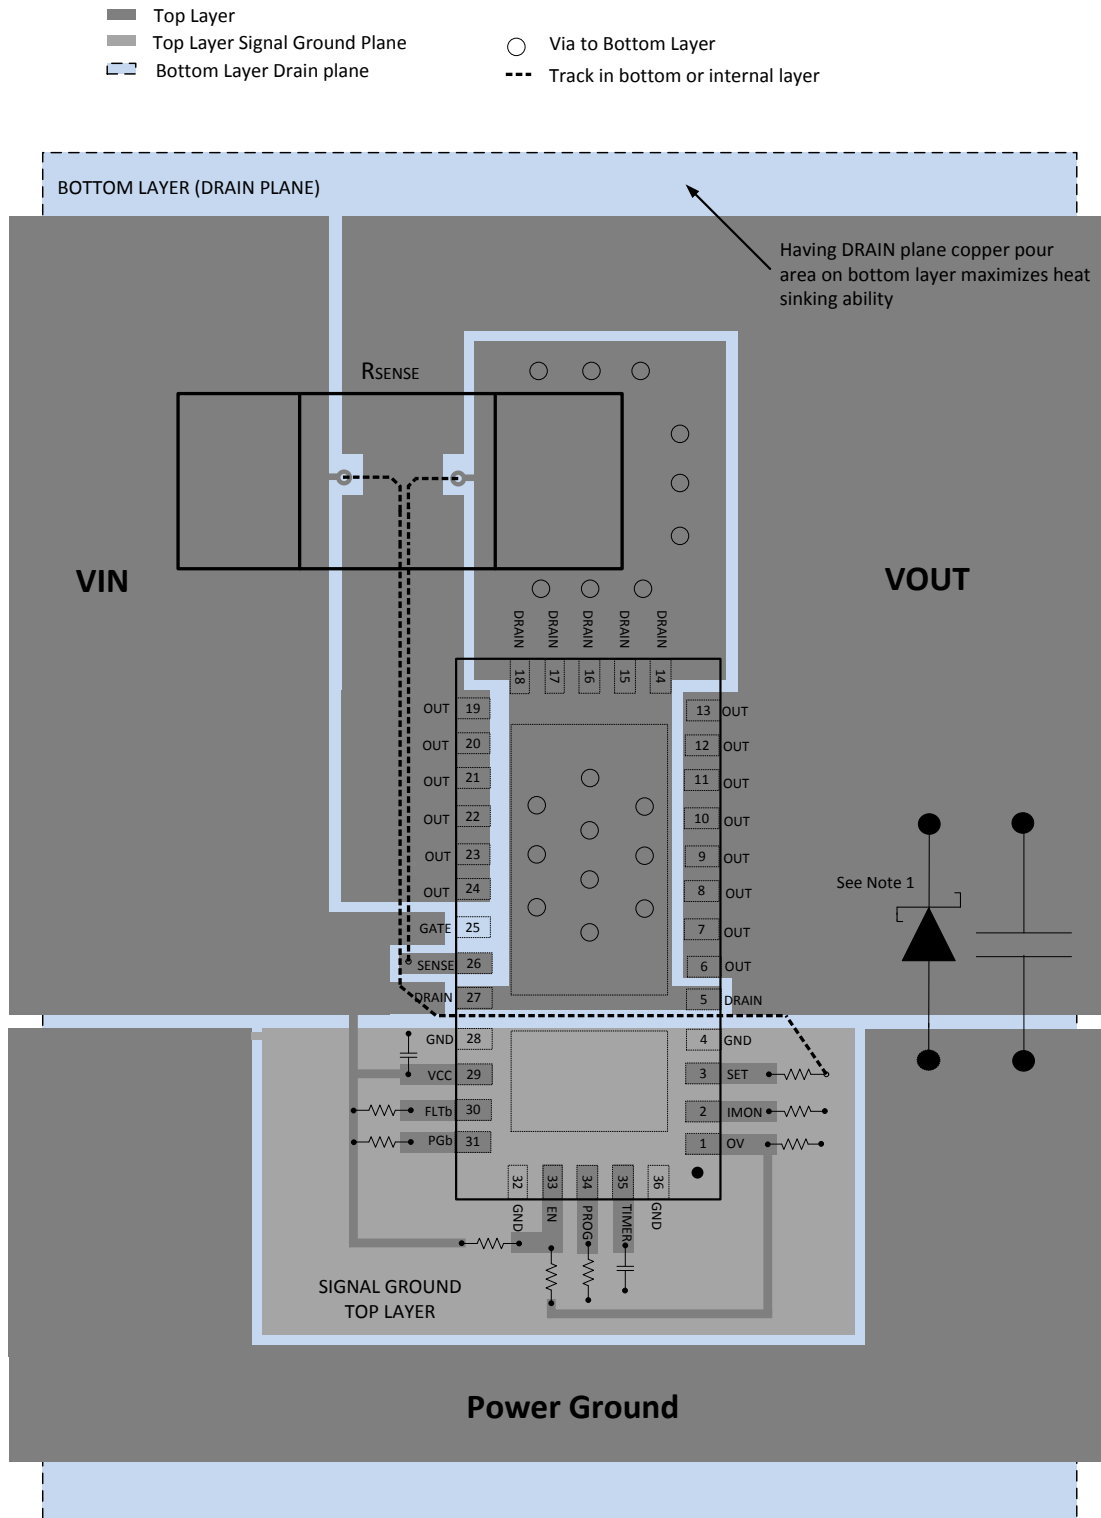 Top Layer
Top Layer Signal Ground Plane
Via to Bottom Layer
Bottom Layer Drain plane
Track in bottom or internal layer
BOTTOM LAYER (DRAIN PLANE)
Having DRAIN plane copper pour
area on bottom layer maximizes heat
sinking ability
RSENSE
VIN
VOUT
DRAIN
DRAIN
DRAIN
DRAIN
DRAIN
18
17
16
15
14
OUT 19
13 OUT
OUT 20
12 OUT
OUT 21
11 OUT
OUT 22
10 OUT
OUT 23
9 OUT
OUT 24
8 OUT
See Note 1
GATE 25
7 OUT
SENSE 26
6 OUT
DRAIN 27
5 DRAIN
GND 28
4 GND
VCC 29
3 SET
FLTb 30
2 IMON
PGb 31
1 OV
32
33
34
35
36
GND
EN
PROG
TIMER
GND
SIGNAL GROUND
TOP LAYER
Power Ground